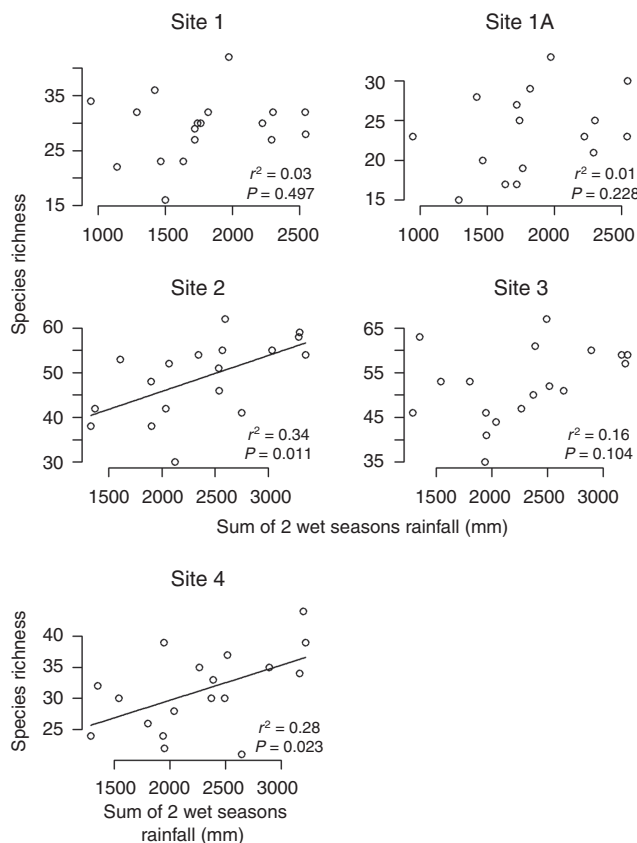 Site 1
Site 1A
Species richness
35
25
15
r² = 0.03
P = 0.497
1000 1500 2000 2500
30
25
20
15
r² = 0.01
P = 0.228
1000 1500 2000 2500
Site 2
Site 3
60
50
40
30
r² = 0.34
P = 0.011
1500 2000 2500 3000
65
55
45
35
r² = 0.16
P = 0.104
1500 2000 2500 3000
Sum of 2 wet seasons rainfall (mm)
Site 4
Species richness
40
35
30
25
r² = 0.28
P = 0.023
1500 2000 2500 3000
Sum of 2 wet seasons
rainfall (mm)